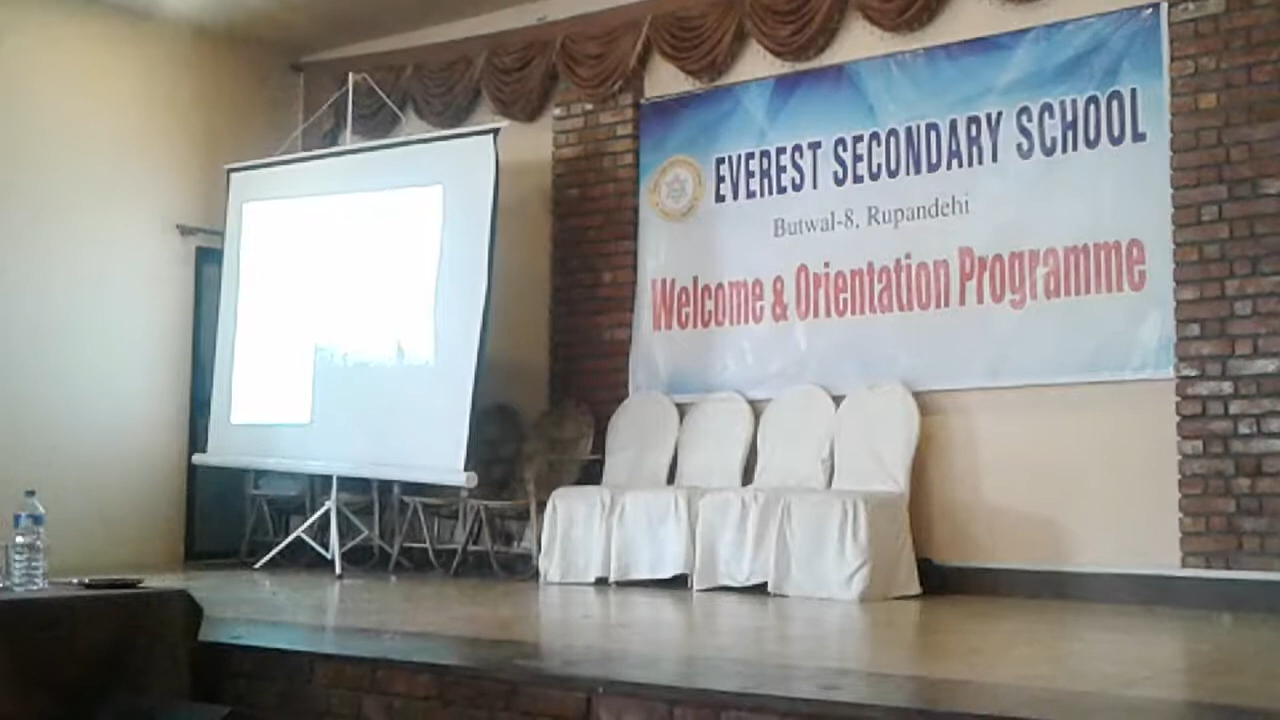 EVEREST SECONDARY SCHOOL
Butwal-8, Rupandehi
Welcome & Orientation Programme